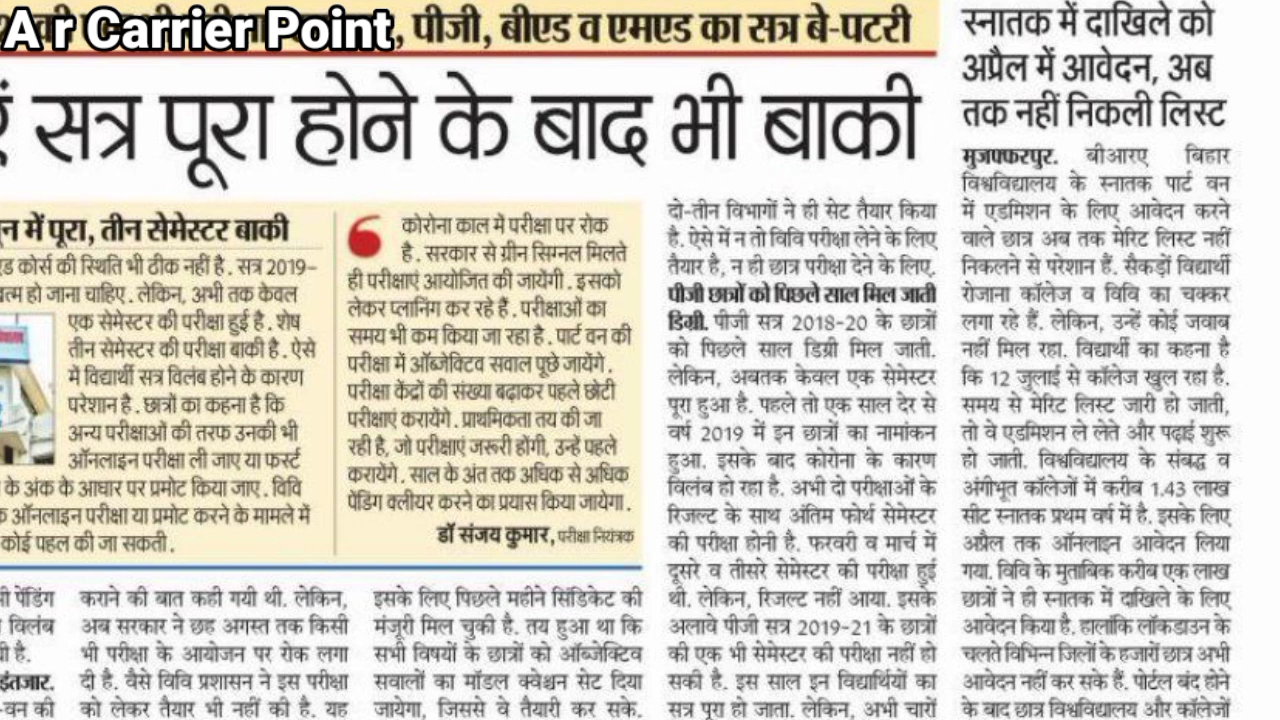 A r Carrier Point
, पीजी, बीएड व एमएड का सत्र बे-पटरी
सत्र पूरा होने के बाद भी बाकी
न में पूरा, तीन सेमेस्टर बाकी
एड कोर्स की स्थिति भी ठीक नहीं है. सत्र 2019-
खत्म हो जाना चाहिए. लेकिन, अभी तक केवल
एक सेमेस्टर की परीक्षा हुई है. शेष
तीन सेमेस्टर की परीक्षा बाकी है. ऐसे
में विद्यार्थी सत्र विलंब होने के कारण
परेशान है. छात्रों का कहना है कि
अन्य परीक्षाओं की तरफ उनकी भी
ऑनलाइन परीक्षा ली जाए या फर्स्ट
के अंक के आधार पर प्रमोट किया जाए. विवि
क ऑनलाइन परीक्षा या प्रमोट करने के मामले में
कोई पहल की जा सकती.
कोरोना काल में परीक्षा पर रोक
है. सरकार से ग्रीन सिग्नल मिलते
ही परीक्षाएं आयोजित की जायेंगी. इसको
लेकर प्लानिंग कर रहे हैं. परीक्षाओं का
समय भी कम किया जा रहा है. पार्ट वन की
परीक्षा में ऑब्जेक्टिव सवाल पूछे जायेंगे.
परीक्षा केंद्रों की संख्या बढ़ाकर पहले छोटी
परीक्षाएं करायेंगे. प्राथमिकता तय की जा
रही है, जो परीक्षाएं जरूरी होंगी, उन्हें पहले
करायेंगे. साल के अंत तक अधिक से अधिक
पेंडिंग क्लीयर करने का प्रयास किया जायेगा.
डॉ संजय कुमार, परीक्षा नियंत्रक
पेंडिंग
विलंब
है.
इंतजार.
-वन की
कराने की बात कही गयी थी. लेकिन,
अब सरकार ने छह अगस्त तक किसी
भी परीक्षा के आयोजन पर रोक लगा
दी है. वैसे विवि प्रशासन ने इस परीक्षा
को लेकर तैयार भी नहीं की है. यह
इसके लिए पिछले महीने सिंडिकेट की
मंजूरी मिल चुकी है. तय हुआ था कि
सभी विषयों के छात्रों को ऑब्जेक्टिव
सवालों का मॉडल क्वेश्चन सेट दिया
जायेगा, जिससे वे तैयारी कर सके.
दो-तीन विभागों ने ही सेट तैयार किया
है. ऐसे में न तो विवि परीक्षा लेने के लिए
तैयार है, न ही छात्र परीक्षा देने के लिए.
पीजी छात्रों को पिछले साल मिल जाती
डिग्री. पीजी सत्र 2018-20 के छात्रों
को पिछले साल डिग्री मिल जाती.
लेकिन, अबतक केवल एक सेमेस्टर
पूरा हुआ है. पहले तो एक साल देर से
वर्ष 2019 में इन छात्रों का नामांकन
हुआ. इसके बाद कोरोना के कारण
विलंब हो रहा है. अभी दो परीक्षाओं के
रिजल्ट के साथ अंतिम फोर्थ सेमेस्टर
की परीक्षा होनी है. फरवरी व मार्च में
दूसरे व तीसरे सेमेस्टर की परीक्षा हुई
थी. लेकिन, रिजल्ट नहीं आया. इसके
अलावे पीजी सत्र 2019-21 के छात्रों
की एक भी सेमेस्टर की परीक्षा नहीं हो
सकी है. इस साल इन विद्यार्थियों का
सत्र पूरा हो जाता. लेकिन, अभी चारों
स्नातक में दाखिले को
अप्रैल में आवेदन, अब
तक नहीं निकली लिस्ट
मुजफ्फरपुर. बीआरए बिहार
विश्वविद्यालय के स्नातक पार्ट वन
में एडमिशन के लिए आवेदन करने
वाले छात्र अब तक मेरिट लिस्ट नहीं
निकलने से परेशान हैं. सैकड़ों विद्यार्थी
रोजाना कॉलेज व विवि का चक्कर
लगा रहे हैं. लेकिन, उन्हें कोई जवाब
नहीं मिल रहा. विद्यार्थी का कहना है
कि 12 जुलाई से कॉलेज खुल रहा है.
समय से मेरिट लिस्ट जारी हो जाती,
तो वे एडमिशन ले लेते और पढ़ाई शुरू
हो जाती. विश्वविद्यालय के संबद्ध व
अंगीभूत कॉलेजों में करीब 1.43 लाख
सीट स्नातक प्रथम वर्ष में है. इसके लिए
अप्रैल तक ऑनलाइन आवेदन लिया
गया. विवि के मुताबिक करीब एक लाख
छात्रों ने ही स्नातक में दाखिले के लिए
आवेदन किया है. हालांकि लॉकडाउन के
चलते विभिन्न जिलों के हजारों छात्र अभी
आवेदन नहीं कर सके हैं. पोर्टल बंद होने
के बाद छात्र विश्वविद्यालय और कॉलेजों